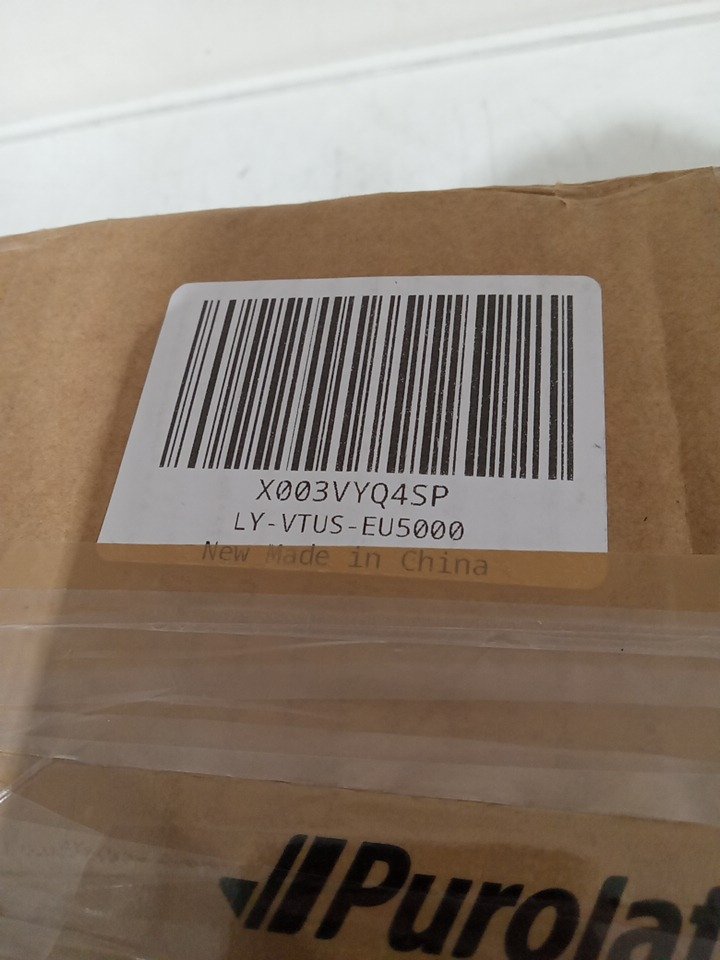 X003VYQ4SP
LY-VTUS-EU5000
New Made in China
Purolat